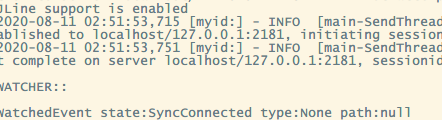 JLine support is enabled
2020-08-11 02:51:53,715 [myid:] - INFO  [main-SendThread
ablished to localhost/127.0.0.1:2181, initiating session
2020-08-11 02:51:53,751 [myid:] - INFO  [main-SendThread
t complete on server localhost/127.0.0.1:2181, sessionid
WATCHER::
WatchedEvent state:SyncConnected type:None path:null